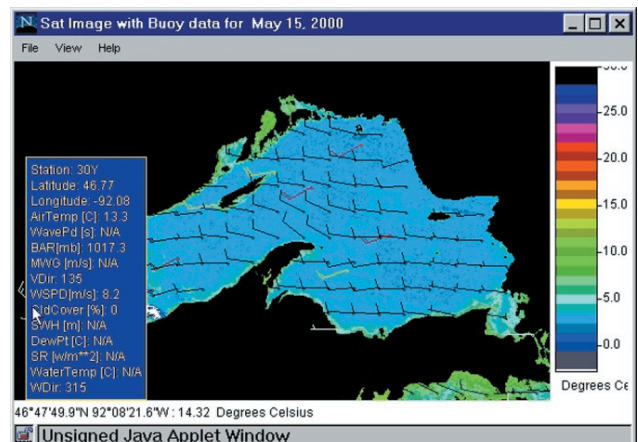 N Sat Image with Buoy data for May 15, 2000
File View Help
Station: 30Y
Latitude: 46.77
Longitude: -92.08
AirTemp [C]: 13.3
WavePd [s]: N/A
BAR[mb]: 1017.3
MWG [m/s]: N/A
VDir: 135
WSPD[m/s]: 8.2
CldCover [%]: 0
SWH [m]: N/A
DewPt [C]: N/A
SR [w/m**2]: N/A
WaterTemp [C]: N/A
WDir: 315
-25.0
-20.0
-15.0
-10.0
-5.0
-0.0
Degrees Ce
46°47'49.9"N 92°08'21.6"W : 14.32 Degrees Celsius
Unsigned Java Applet Window